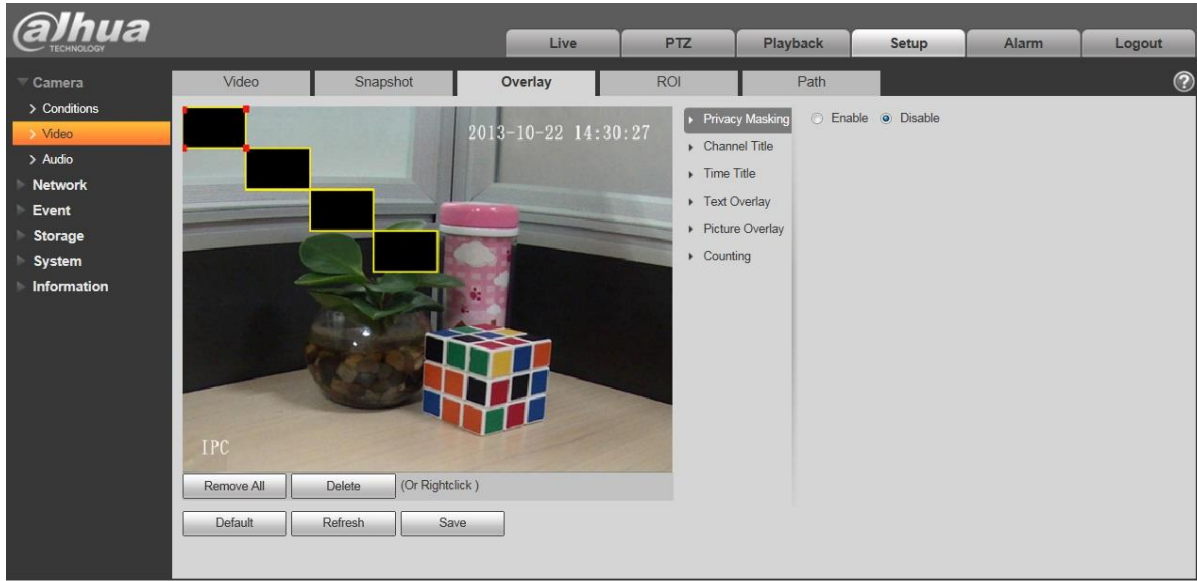 alhua
TECHNOLOGY
Live PTZ Playback Setup Alarm Logout
Camera
> Conditions
> Video
> Audio
Network
Event
Storage
System
Information
Video Snapshot Overlay ROI Path ?
2013-10-22 14:30:27
IPC
Privacy Masking
Channel Title
Time Title
Text Overlay
Picture Overlay
Counting
Enable Disable
Remove All Delete (Or Rightclick )
Default Refresh Save